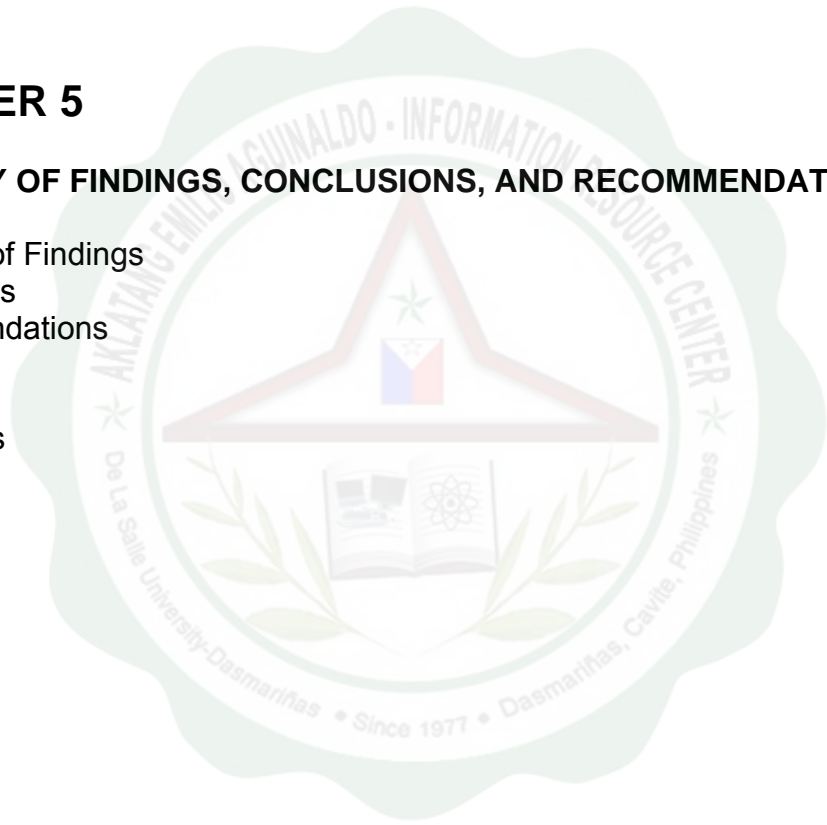 ER 5
Y OF FINDINGS, CONCLUSIONS, AND RECOMMENDAT
of Findings
s
ndations
s
AKLATANG EMILIO AGUINALDO - INFORMATION RESOURCE CENTER
De La Salle University-Dasmariñas • Since 1977 • Dasmariñas, Cavite, Philippines